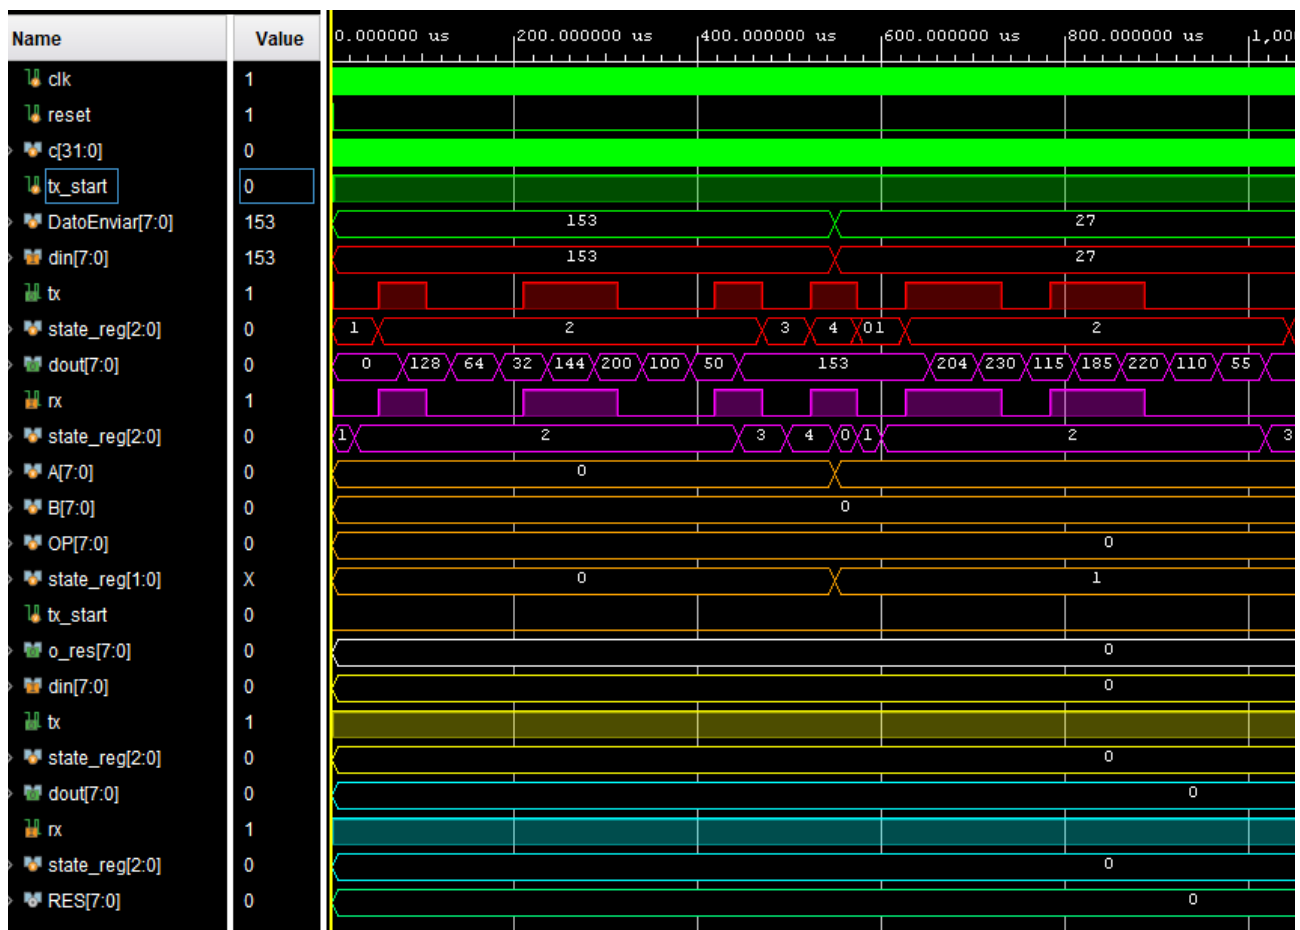 Name Value 0.000000 us 200.000000 us 400.000000 us 600.000000 us 800.000000 us 1,00
clk 1
reset 1
c[31:0] 0
tx_start 0
DatoEnviar[7:0] 153 153 27
din[7:0] 153 153 27
tx 1
state_reg[2:0] 0 1 2 3 4 0 1 2
dout[7:0] 0 0 128 64 32 144 200 100 50 153 204 230 115 185 220 110 55
rx 1
state_reg[2:0] 0 1 2 3 4 0 1 2 3
A[7:0] 0 0
B[7:0] 0 0
OP[7:0] 0 0
state_reg[1:0] X 0 1
tx_start 0
o_res[7:0] 0 0
din[7:0] 0 0
tx 1
state_reg[2:0] 0 0
dout[7:0] 0 0
rx 1
state_reg[2:0] 0 0
RES[7:0] 0 0